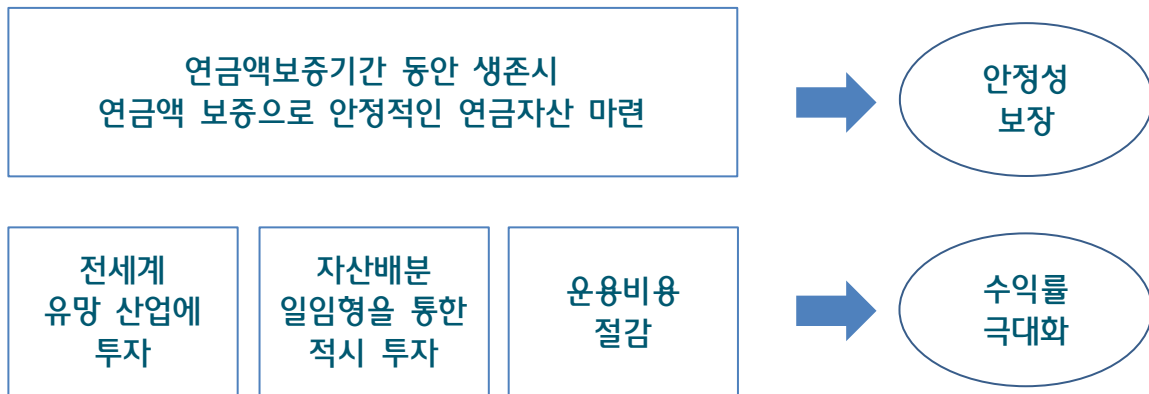 연금액보증기간 동안 생존시
연금액 보증으로 안정적인 연금자산 마련
안정성
보장
전세계
유망 산업에
투자
자산배분
일임형을 통한
적시 투자
운용비용
절감
수익률
극대화